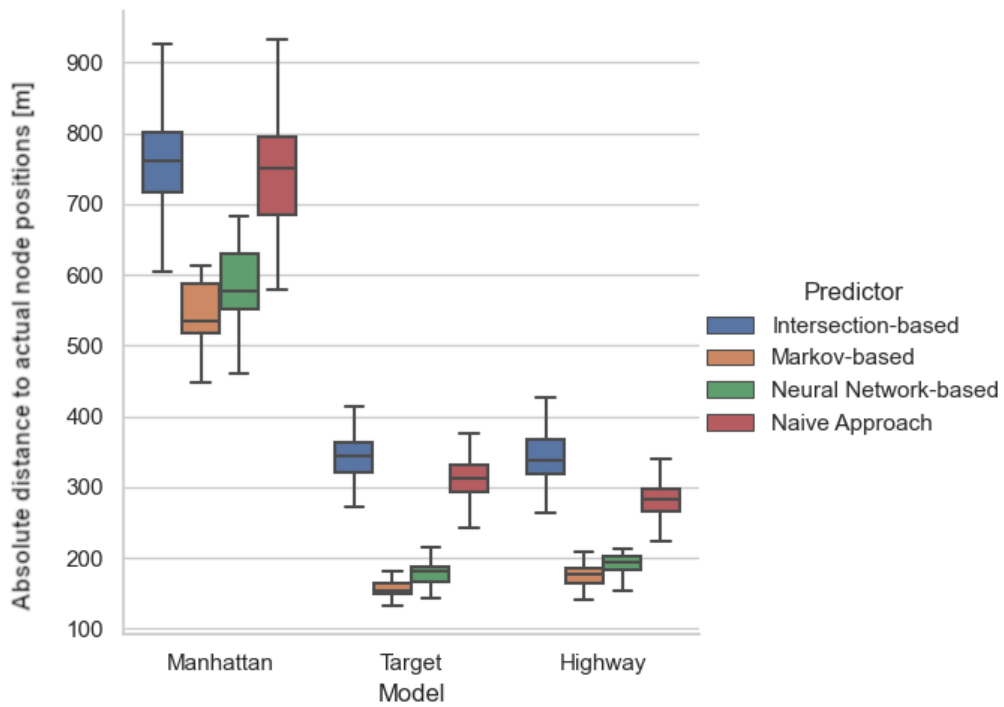 Absolute distance to actual node positions [m]
900
800
700
600
500
400
300
200
100
Manhattan
Target
Highway
Model
Predictor
Intersection-based
Markov-based
Neural Network-based
Naive Approach